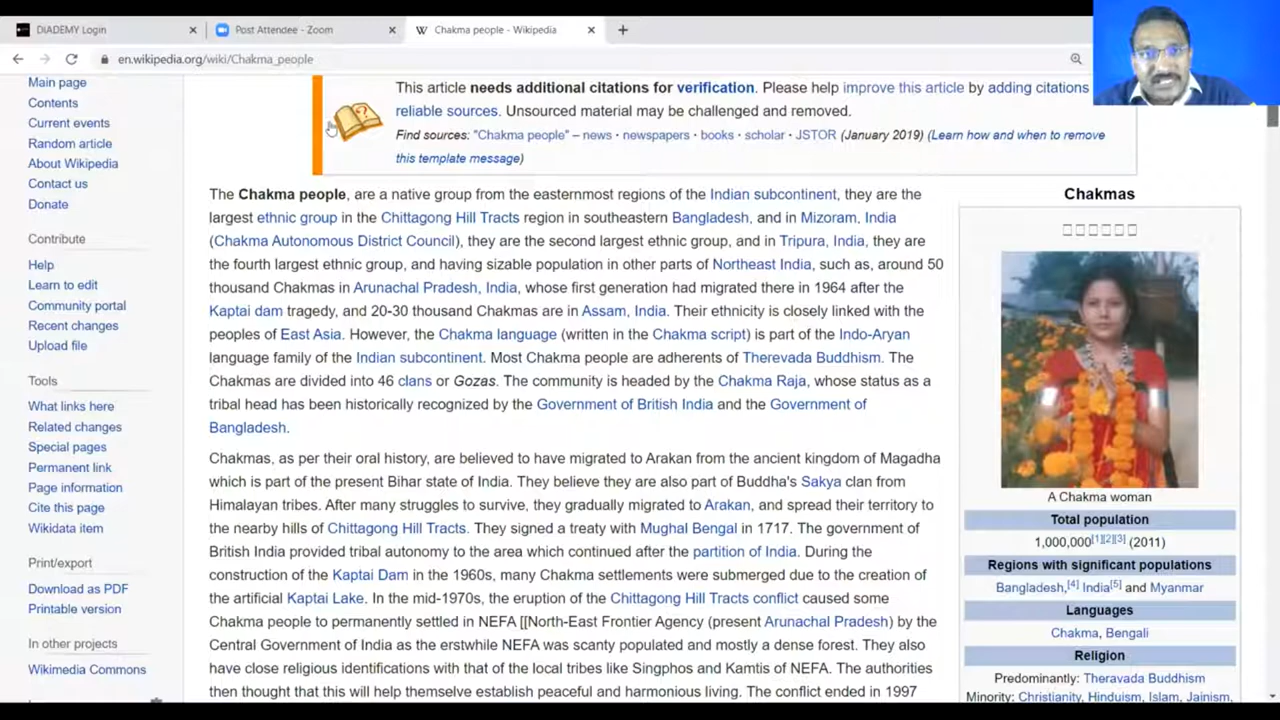 DIADEMY Login
Post Attendee - Zoom
Chakma people - Wikipedia
en.wikipedia.org/wiki/Chakma_people
Main page
Contents
Current events
Random article
About Wikipedia
Contact us
Donate
Contribute
Help
Learn to edit
Community portal
Recent changes
Upload file
Tools
What links here
Related changes
Special pages
Permanent link
Page information
Cite this page
Wikidata item
Print/export
Download as PDF
Printable version
In other projects
Wikimedia Commons
This article needs additional citations for verification. Please help improve this article by adding citations
reliable sources. Unsourced material may be challenged and removed.
Find sources: "Chakma people" – news · newspapers · books · scholar · JSTOR (January 2019) (Learn how and when to remove
this template message)
The Chakma people, are a native group from the easternmost regions of the Indian subcontinent, they are the
largest ethnic group in the Chittagong Hill Tracts region in southeastern Bangladesh, and in Mizoram, India
(Chakma Autonomous District Council), they are the second largest ethnic group, and in Tripura, India, they are
the fourth largest ethnic group, and having sizable population in other parts of Northeast India, such as, around 50
thousand Chakmas in Arunachal Pradesh, India, whose first generation had migrated there in 1964 after the
Kaptai dam tragedy, and 20-30 thousand Chakmas are in Assam, India. Their ethnicity is closely linked with the
peoples of East Asia. However, the Chakma language (written in the Chakma script) is part of the Indo-Aryan
language family of the Indian subcontinent. Most Chakma people are adherents of Therevada Buddhism. The
Chakmas are divided into 46 clans or Gozas. The community is headed by the Chakma Raja, whose status as a
tribal head has been historically recognized by the Government of British India and the Government of
Bangladesh.
Chakmas, as per their oral history, are believed to have migrated to Arakan from the ancient kingdom of Magadha
which is part of the present Bihar state of India. They believe they are also part of Buddha's Sakya clan from
Himalayan tribes. After many struggles to survive, they gradually migrated to Arakan, and spread their territory to
the nearby hills of Chittagong Hill Tracts. They signed a treaty with Mughal Bengal in 1717. The government of
British India provided tribal autonomy to the area which continued after the partition of India. During the
construction of the Kaptai Dam in the 1960s, many Chakma settlements were submerged due to the creation of
the artificial Kaptai Lake. In the mid-1970s, the eruption of the Chittagong Hill Tracts conflict caused some
Chakma people to permanently settled in NEFA [[North-East Frontier Agency (present Arunachal Pradesh) by the
Central Government of India as the erstwhile NEFA was scanty populated and mostly a dense forest. They also
have close religious identifications with that of the local tribes like Singphos and Kamtis of NEFA. The authorities
then thought that this will help themselves establish peaceful and harmonious living. The conflict ended in 1997
Chakmas
A Chakma woman
Total population
1,000,000[1][2][3] (2011)
Regions with significant populations
Bangladesh,[4] India[5] and Myanmar
Languages
Chakma, Bengali
Religion
Predominantly: Theravada Buddhism
Minority: Christianity, Hinduism, Islam, Jainism,